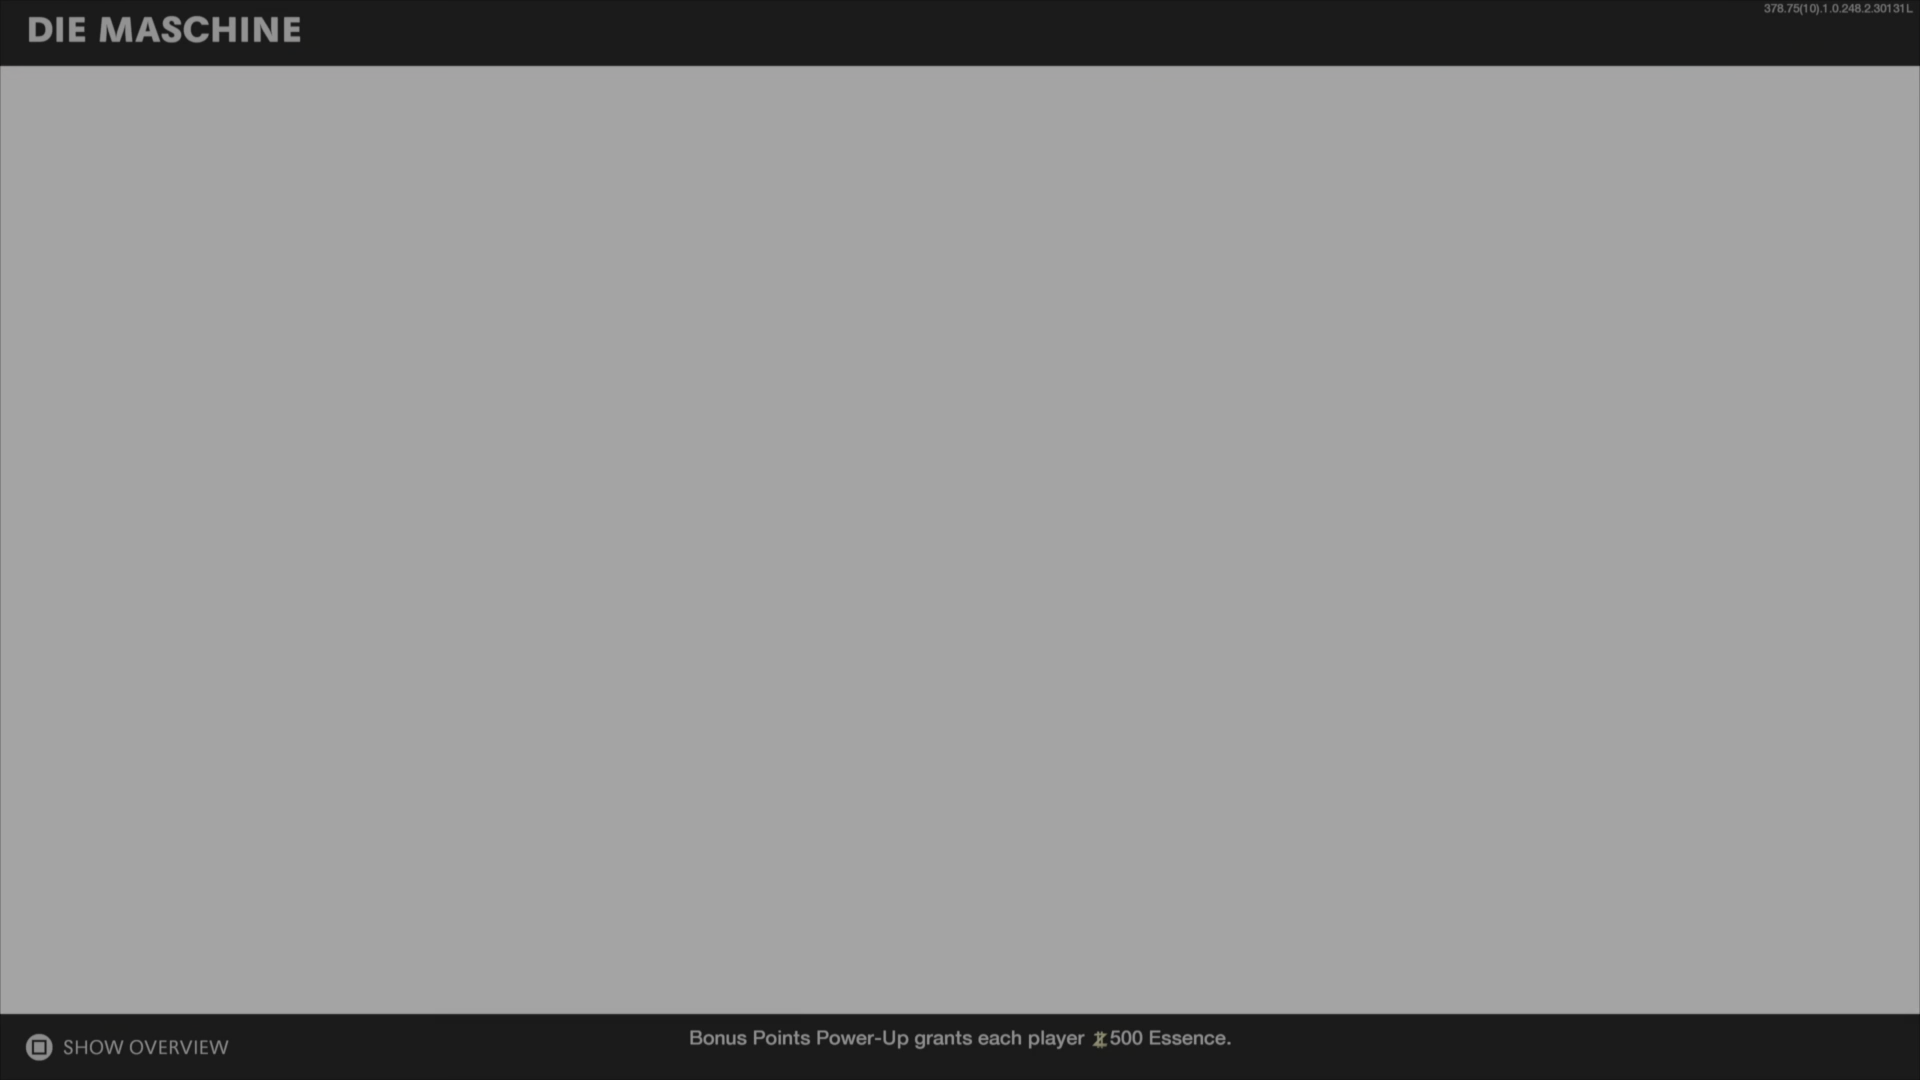 DIE MASCHINE
378.75(10).1.0.248.2.30131L
SHOW OVERVIEW
Bonus Points Power-Up grants each player 500 Essence.